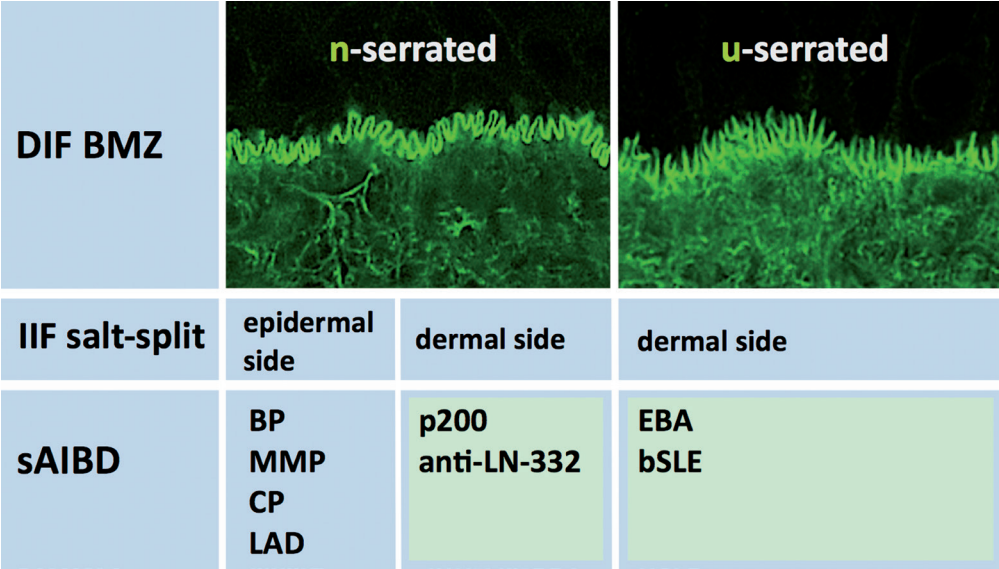 n-serrated
u-serrated
DIF BMZ
IIF salt-split
epidermal
side
dermal side
dermal side
sAIBD
BP
MMP
CP
LAD
p200
anti-LN-332
EBA
bSLE